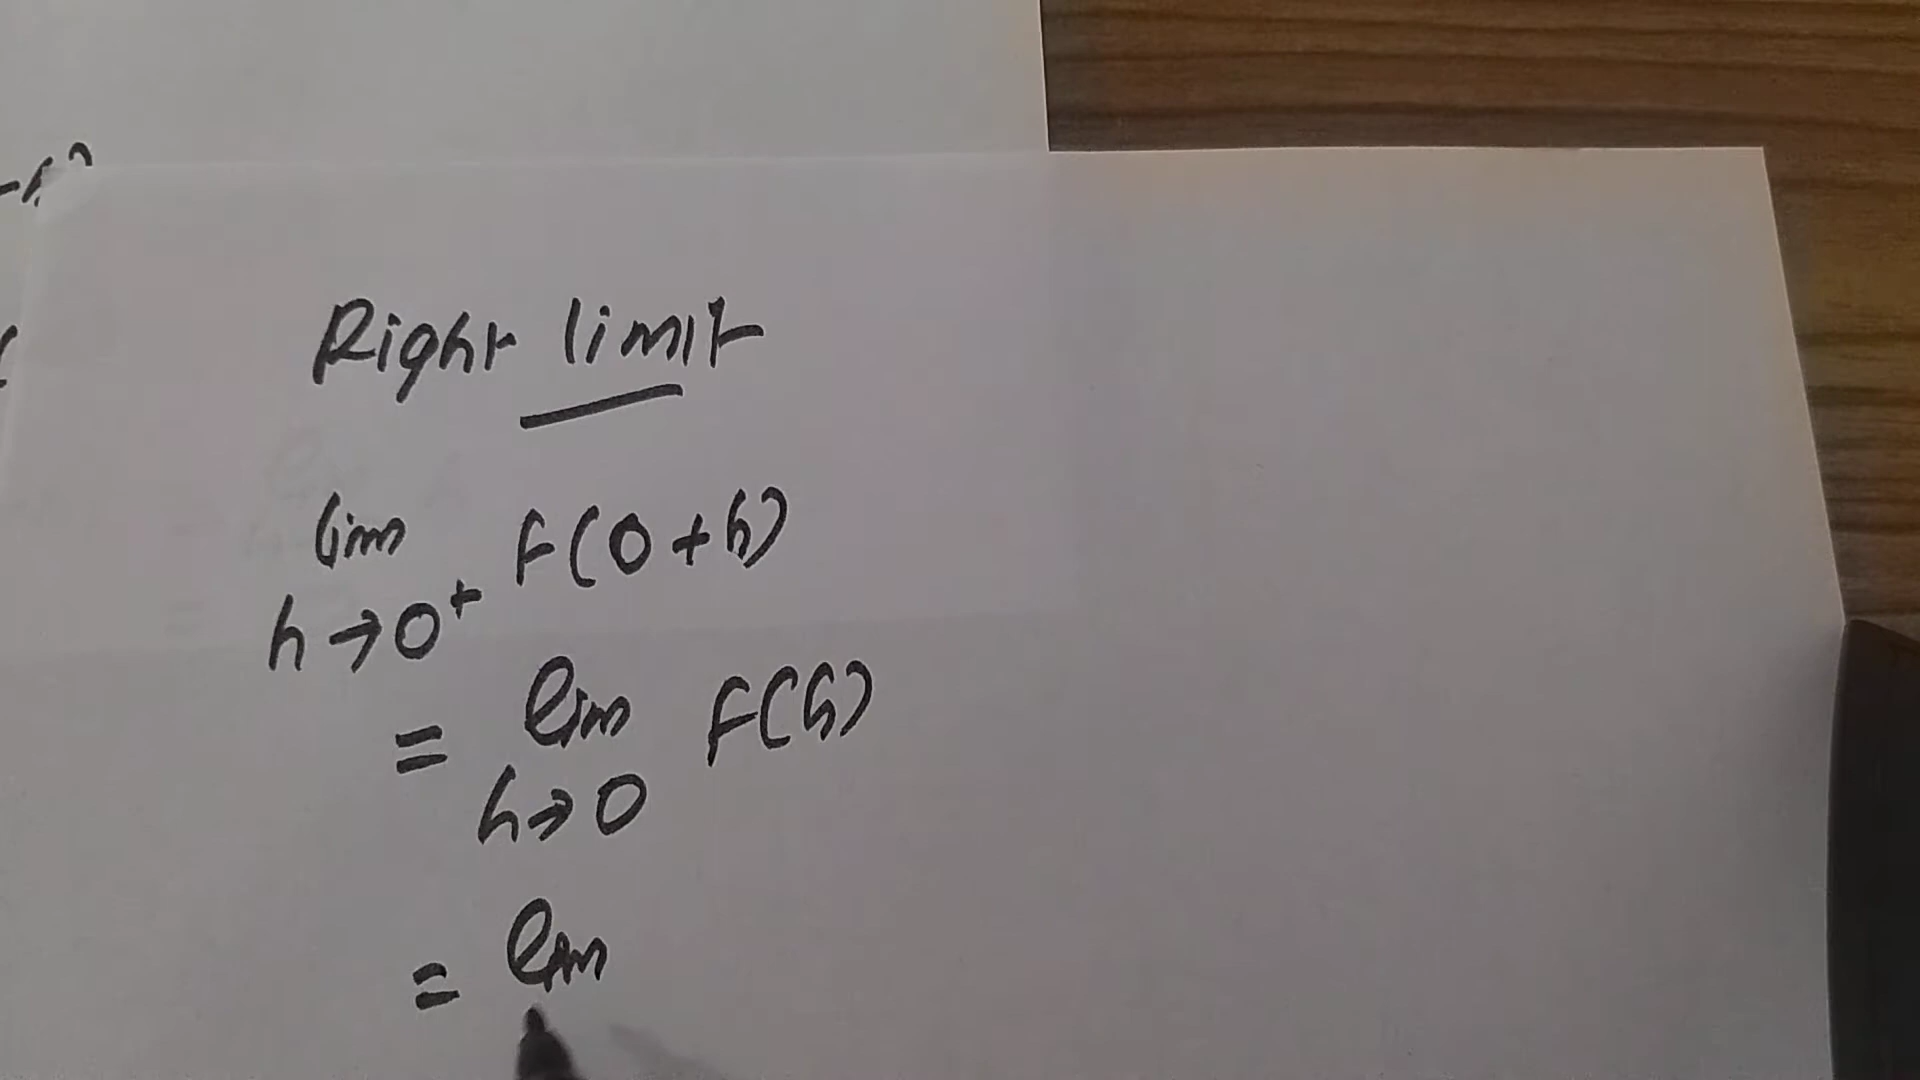 Right limit
lim f(0+h)
h→0⁺
= lim f(h)
h→0
= lim